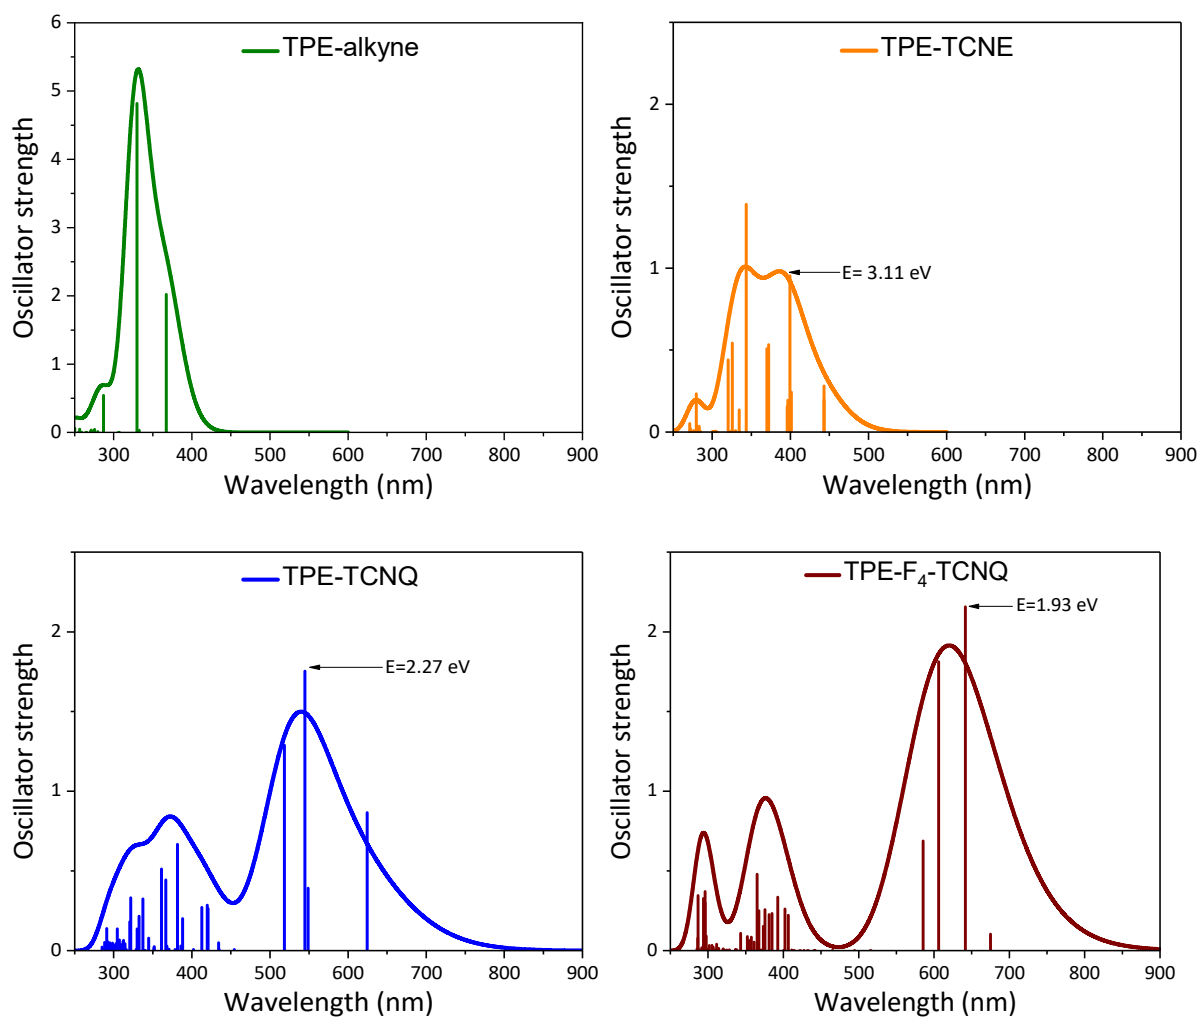 TPE-alkyne
6
5
4
3
2
1
0
Oscillator strength
300 400 500 600 700 800 900
Wavelength (nm)
TPE-TCNE
2
1
0
E= 3.11 eV
Oscillator strength
300 400 500 600 700 800 900
Wavelength (nm)
TPE-TCNQ
2
1
0
E=2.27 eV
Oscillator strength
300 400 500 600 700 800 900
Wavelength (nm)
TPE-F₄-TCNQ
2
1
0
E=1.93 eV
Oscillator strength
300 400 500 600 700 800 900
Wavelength (nm)